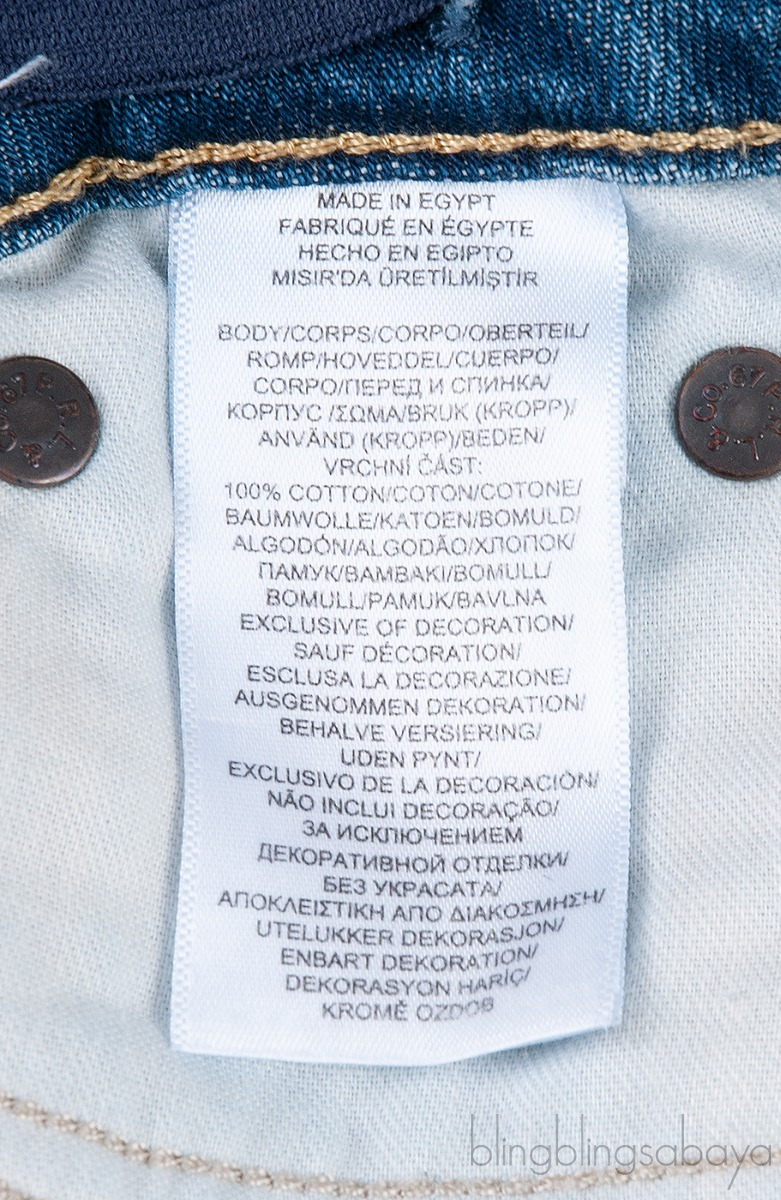 MADE IN EGYPT
FABRIQUÉ EN ÉGYPTE
HECHO EN EGIPTO
MISIR'DA ÜRETİLMİŞTİR
BODY/CORPS/CORPO/OBERTEIL/
ROMP/HOVEDDEL/CUERPO/
CORPO/ПЕРЕД И СПИНКА/
КОРПУС /ΣΩΜΑ/BRUK (KROPP)/
ANVÄND (KROPP)/BEDEN/
VRCHNÍ ČÁST:
100% COTTON/COTON/COTONE/
BAUMWOLLE/KATOEN/BOMULD/
ALGODÓN/ALGODÃO/ХЛОПОК/
ПАМУК/BAMBAKI/BOMULL/
BOMULL/PAMUK/BAVLNA
EXCLUSIVE OF DECORATION/
SAUF DÉCORATION/
ESCLUSA LA DECORAZIONE/
AUSGENOMMEN DEKORATION/
BEHALVE VERSIERING/
UDEN PYNT/
EXCLUSIVO DE LA DECORACIÓN/
NÃO INCLUI DECORAÇÃO/
ЗА ИСКЛЮЧЕНИЕМ
ДЕКОРАТИВНОЙ ОТДЕЛКИ/
БЕЗ УКРАСАТА/
ΑΠΟΚΛΕΙΣΤΙΚΗ ΑΠΟ ΔΙΑΚΟΣΜΗΣΗ/
UTELUKKER DEKORASJON/
ENBART DEKORATION/
DEKORASYON HARİÇ/
KROMĚ OZDOB
Co.67 R.R.L &
Co.67 R.R.L &
blingblingsabaya